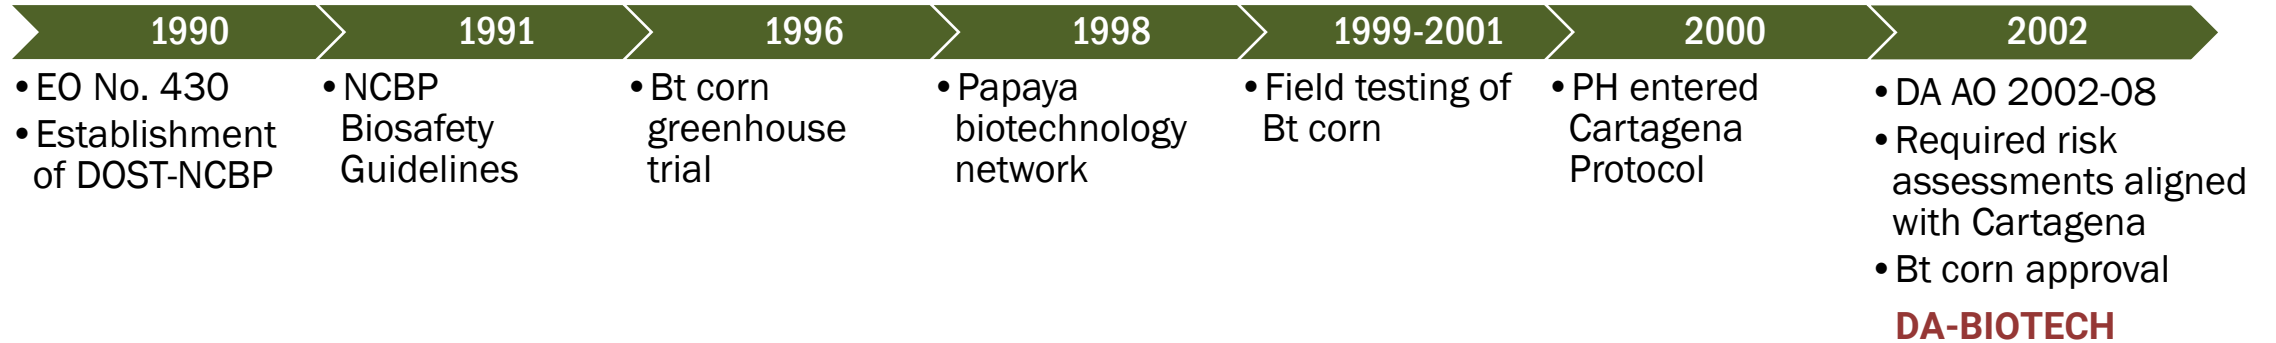 1990
• EO No. 430
• Establishment
of DOST-NCBP
1991
• NCBP
Biosafety
Guidelines
1996
• Bt corn
greenhouse
trial
1998
• Papaya
biotechnology
network
1999-2001
• Field testing of
Bt corn
2000
• PH entered
Cartagena
Protocol
2002
• DA AO 2002-08
• Required risk
assessments aligned
with Cartagena
• Bt corn approval
DA-BIOTECH